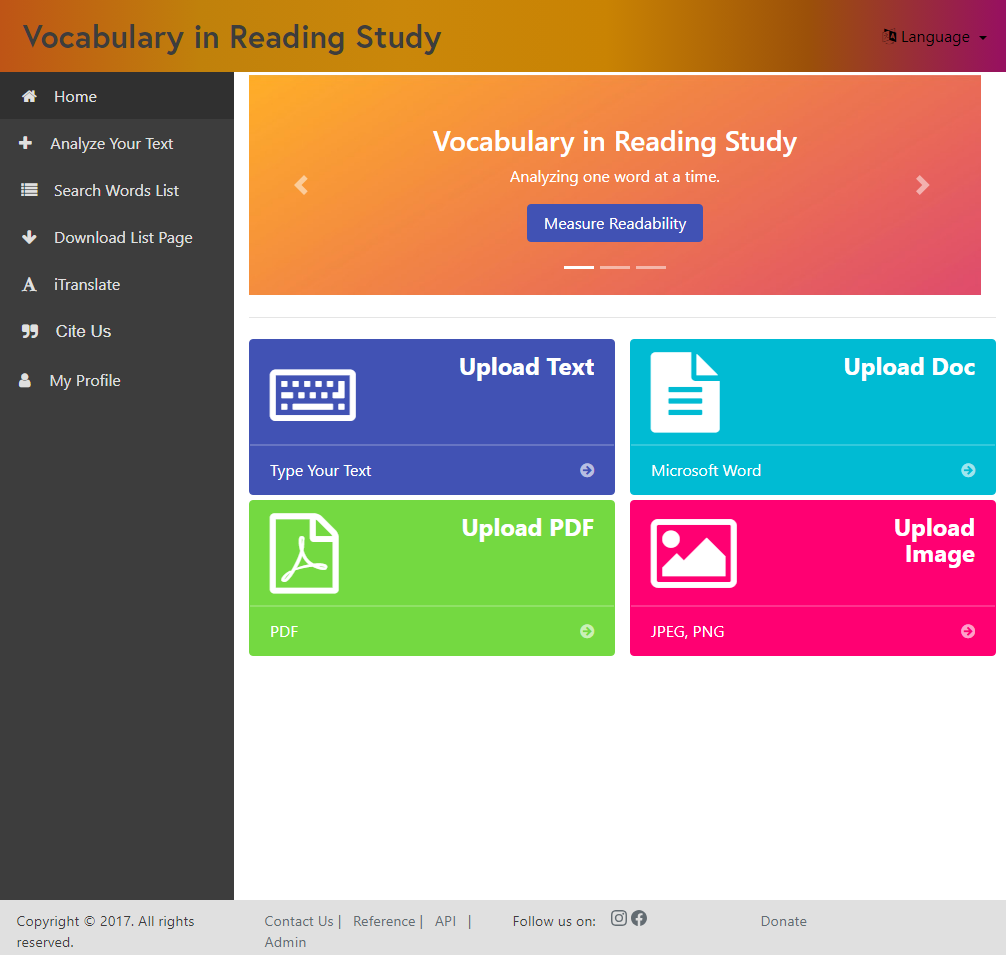 Vocabulary in Reading Study
Language
Home
Analyze Your Text
Search Words List
Download List Page
iTranslate
Cite Us
My Profile
Vocabulary in Reading Study
Analyzing one word at a time.
Measure Readability
Upload Text
Type Your Text
Upload Doc
Microsoft Word
Upload PDF
PDF
Upload
Image
JPEG, PNG
Copyright © 2017. All rights
reserved.
Contact Us | Reference | API |
Admin
Follow us on:
Donate